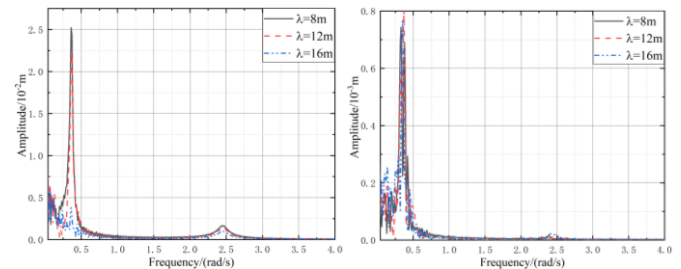 λ=8m
λ=12m
λ=16m
2.5
2.0
1.5
1.0
0.5
0.0
Amplitude/10⁻²m
0.5 1.0 1.5 2.0 2.5 3.0 3.5 4.0
Frequency/(rad/s)
λ=8m
λ=12m
λ=16m
0.8
0.6
0.4
0.2
0.0
Amplitude/10⁻³m
0.5 1.0 1.5 2.0 2.5 3.0 3.5 4.0
Frequency/(rad/s)